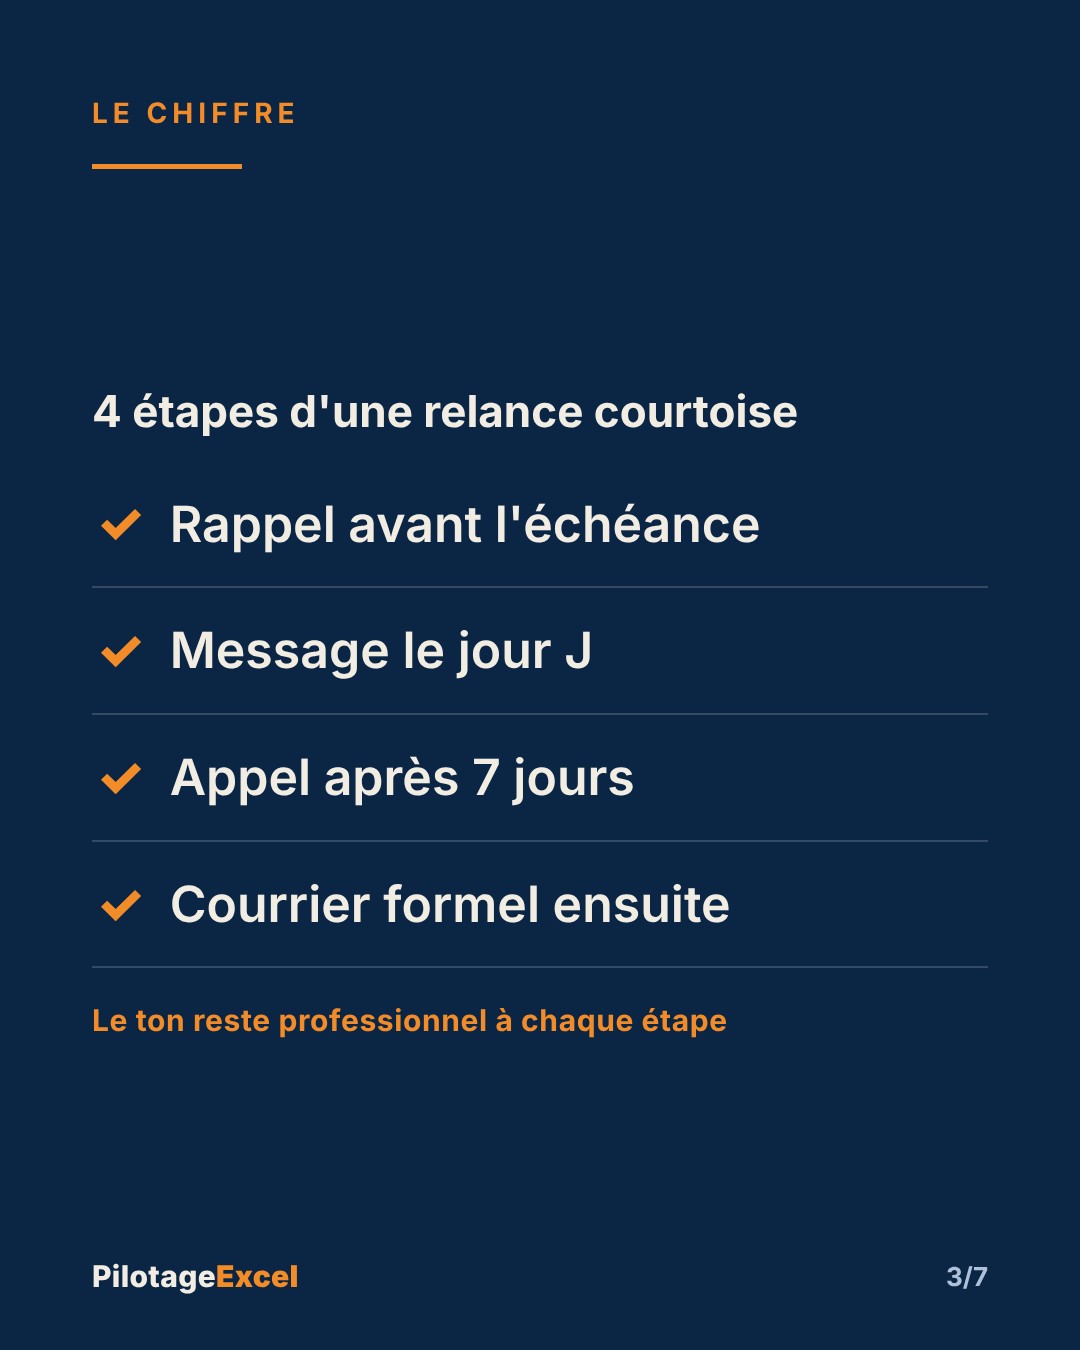 LE CHIFFRE
4 étapes d'une relance courtoise
Rappel avant l'échéance
Message le jour J
Appel après 7 jours
Courrier formel ensuite
Le ton reste professionnel à chaque étape
PilotageExcel
3/7